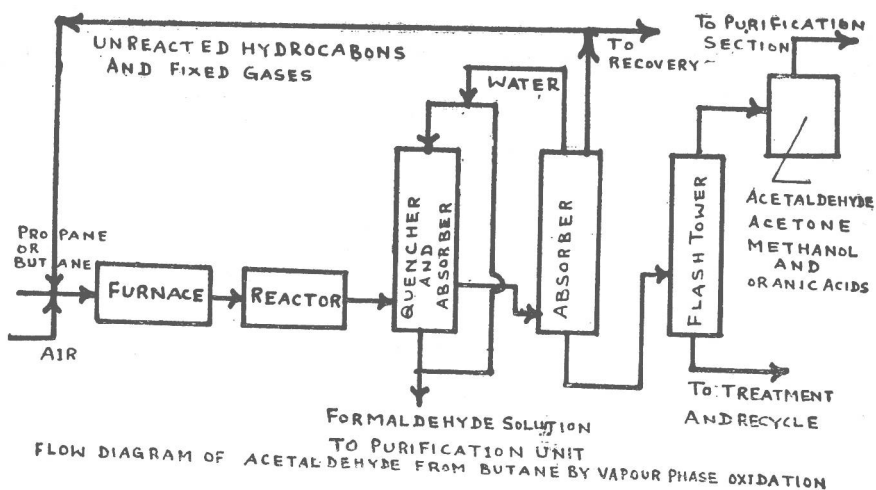 TO PURIFICATION
SECTION
UNREACTED HYDROCABONS
AND FIXED GASES
TO
RECOVERY
WATER
PROPANE
OR
BUTANE
AIR
FURNACE
REACTOR
QUENCHER
AND
ABSORBER
ABSORBER
FLASH TOWER
ACETALDEHYDE
ACETONE
METHANOL
AND
ORANIC ACIDS
TO TREATMENT
AND RECYCLE
FORMALDEHYDE SOLUTION
TO PURIFICATION UNIT
FLOW DIAGRAM OF ACETALDEHYDE FROM BUTANE BY VAPOUR PHASE OXIDATION